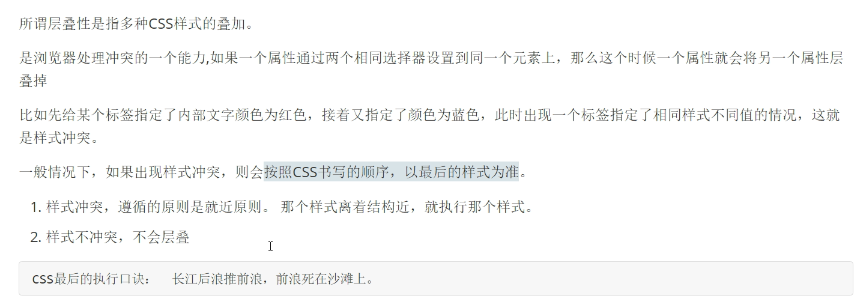 所谓层叠性是指多种CSS样式的叠加。
是浏览器处理冲突的一个能力,如果一个属性通过两个相同选择器设置到同一个元素上，那么这个时候一个属性就会将另一个属性层
叠掉
比如先给某个标签指定了内部文字颜色为红色，接着又指定了颜色为蓝色，此时出现一个标签指定了相同样式不同值的情况，这就
是样式冲突。
一般情况下，如果出现样式冲突，则会按照CSS书写的顺序，以最后的样式为准。
1. 样式冲突，遵循的原则是就近原则。 那个样式离着结构近，就执行那个样式。
2. 样式不冲突，不会层叠
CSS最后的执行口诀： 长江后浪推前浪，前浪死在沙滩上。